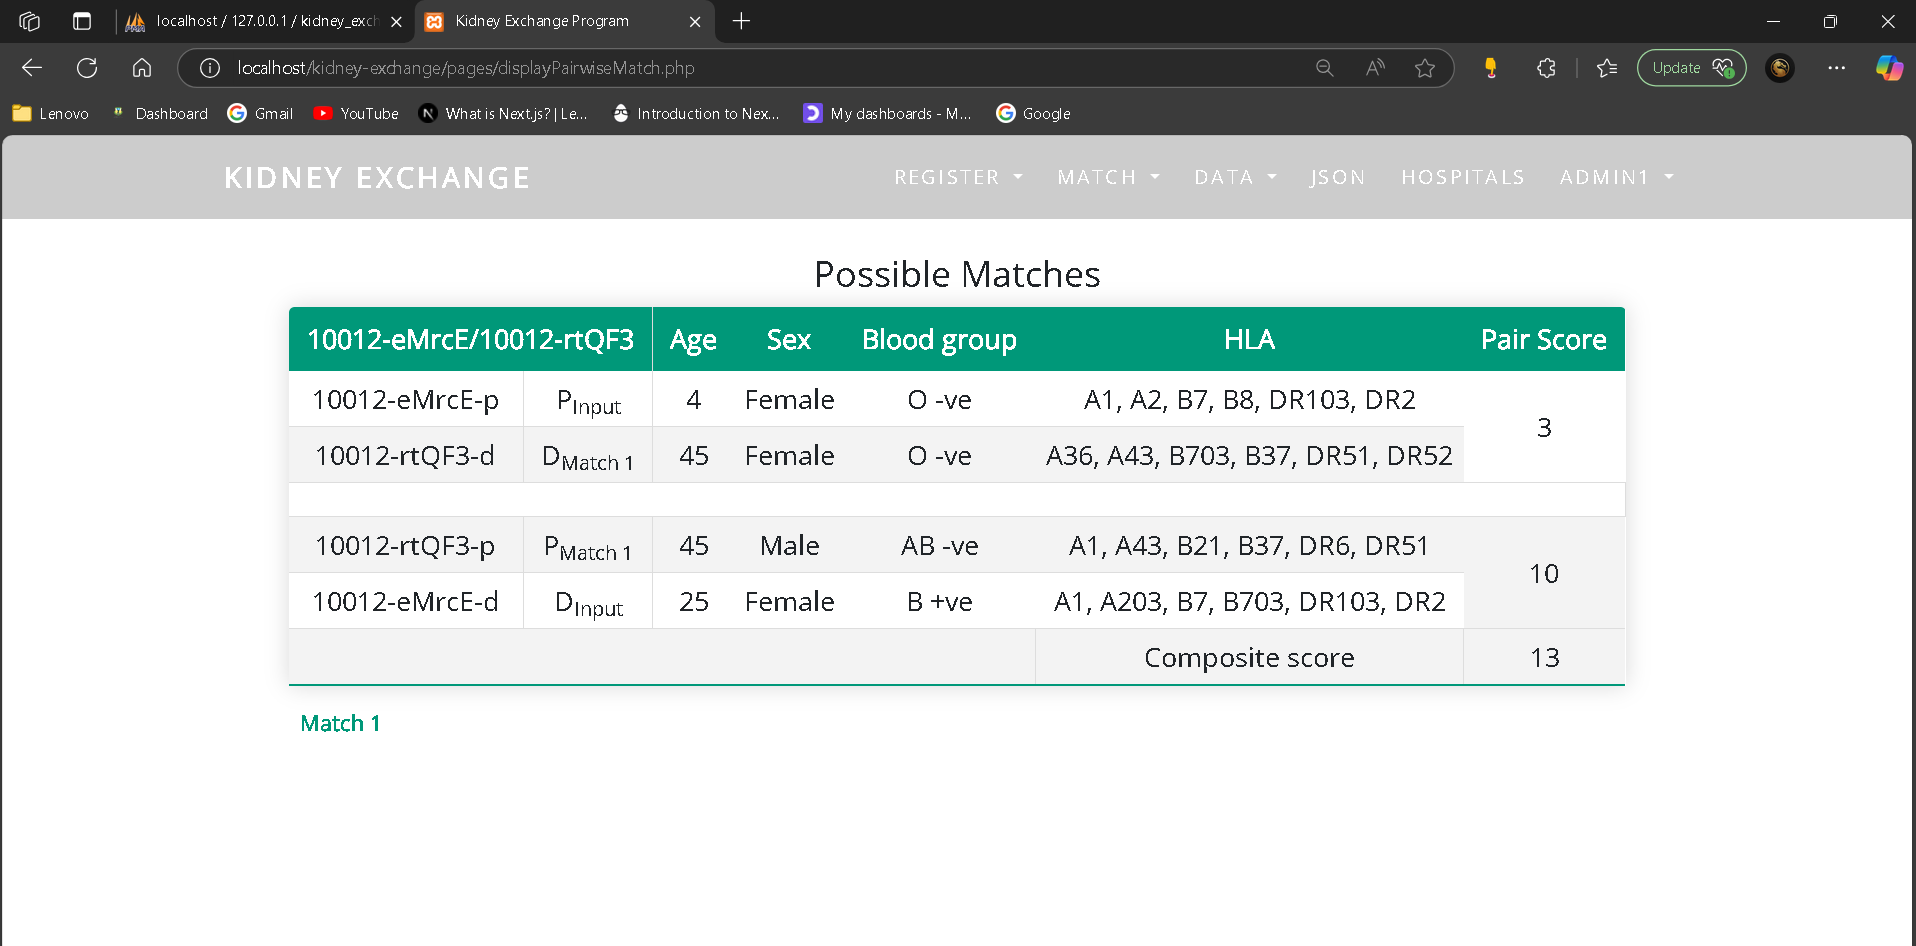 localhost / 127.0.0.1 / kidney_exch
Kidney Exchange Program
localhost/kidney-exchange/pages/displayPairwiseMatch.php
Update
Lenovo Dashboard Gmail YouTube What is Next.js? | Le... Introduction to Nex... My dashboards - M... Google
KIDNEY EXCHANGE REGISTER MATCH DATA JSON HOSPITALS ADMIN1
Possible Matches
10012-eMrcE/10012-rtQF3 Age Sex Blood group HLA Pair Score
10012-eMrcE-p PInput 4 Female O -ve A1, A2, B7, B8, DR103, DR2 3
10012-rtQF3-d DMatch 1 45 Female O -ve A36, A43, B703, B37, DR51, DR52
10012-rtQF3-p PMatch 1 45 Male AB -ve A1, A43, B21, B37, DR6, DR51 10
10012-eMrcE-d DInput 25 Female B +ve A1, A203, B7, B703, DR103, DR2
Composite score 13
Match 1